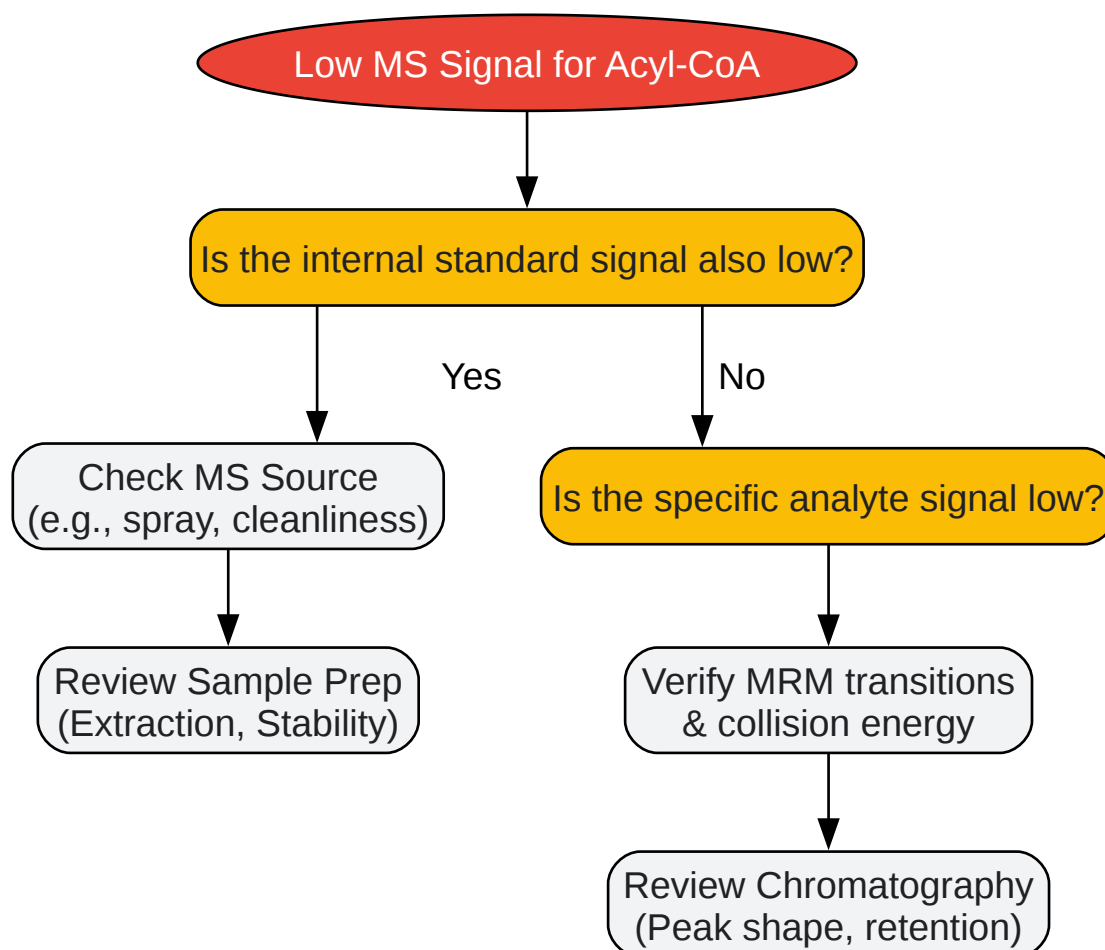 Low MS Signal for Acyl-CoA
Is the internal standard signal also low?
Yes
No
Check MS Source
(e.g., spray, cleanliness)
Is the specific analyte signal low?
Review Sample Prep
(Extraction, Stability)
Verify MRM transitions
& collision energy
Review Chromatography
(Peak shape, retention)